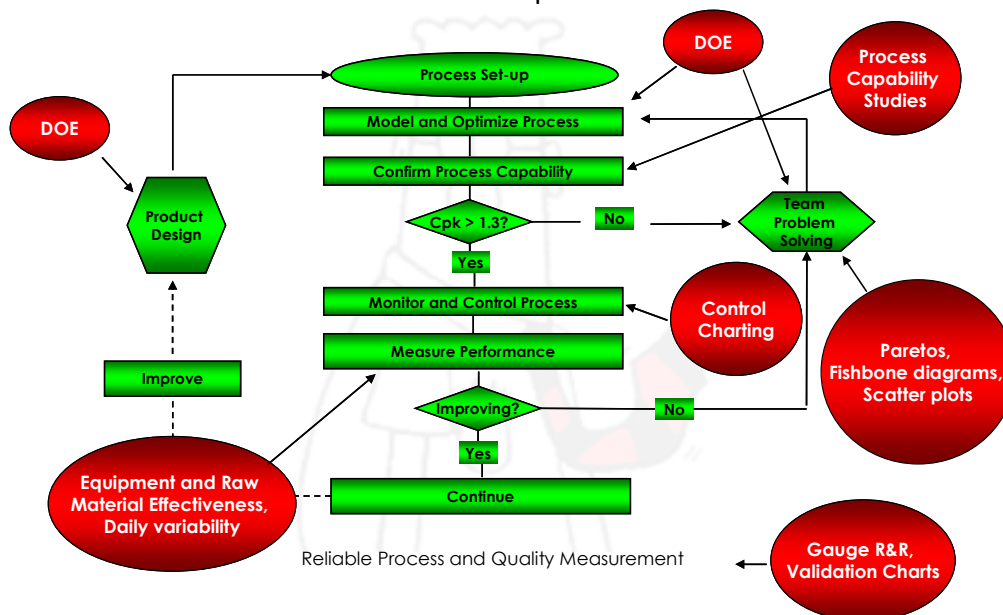 DOE
Process
Capability
Studies
Process Set-up
DOE
Model and Optimize Process
Confirm Process Capability
Product
Design
Cpk > 1.3?
No
Team
Problem
Solving
Yes
Monitor and Control Process
Control
Charting
Measure Performance
Paretos,
Fishbone diagrams,
Scatter plots
Improve
Improving?
No
Yes
Equipment and Raw
Material Effectiveness,
Daily variability
Continue
Reliable Process and Quality Measurement
Gauge R&R,
Validation Charts